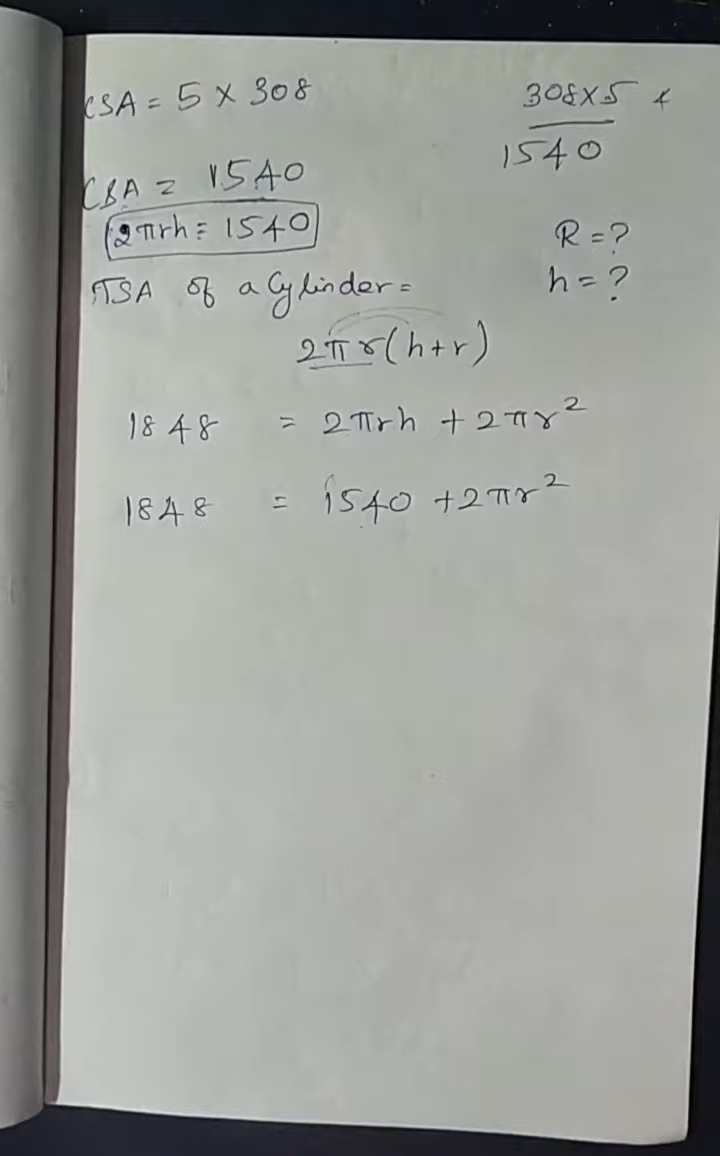 CSA = 5 × 308
308×5 ×
1540
CSA = 1540
2πrh = 1540
R = ?
TSA of a Cylinder =
h = ?
2πr(h+r)
1848 = 2πrh + 2πr²
1848 = 1540 + 2πr²